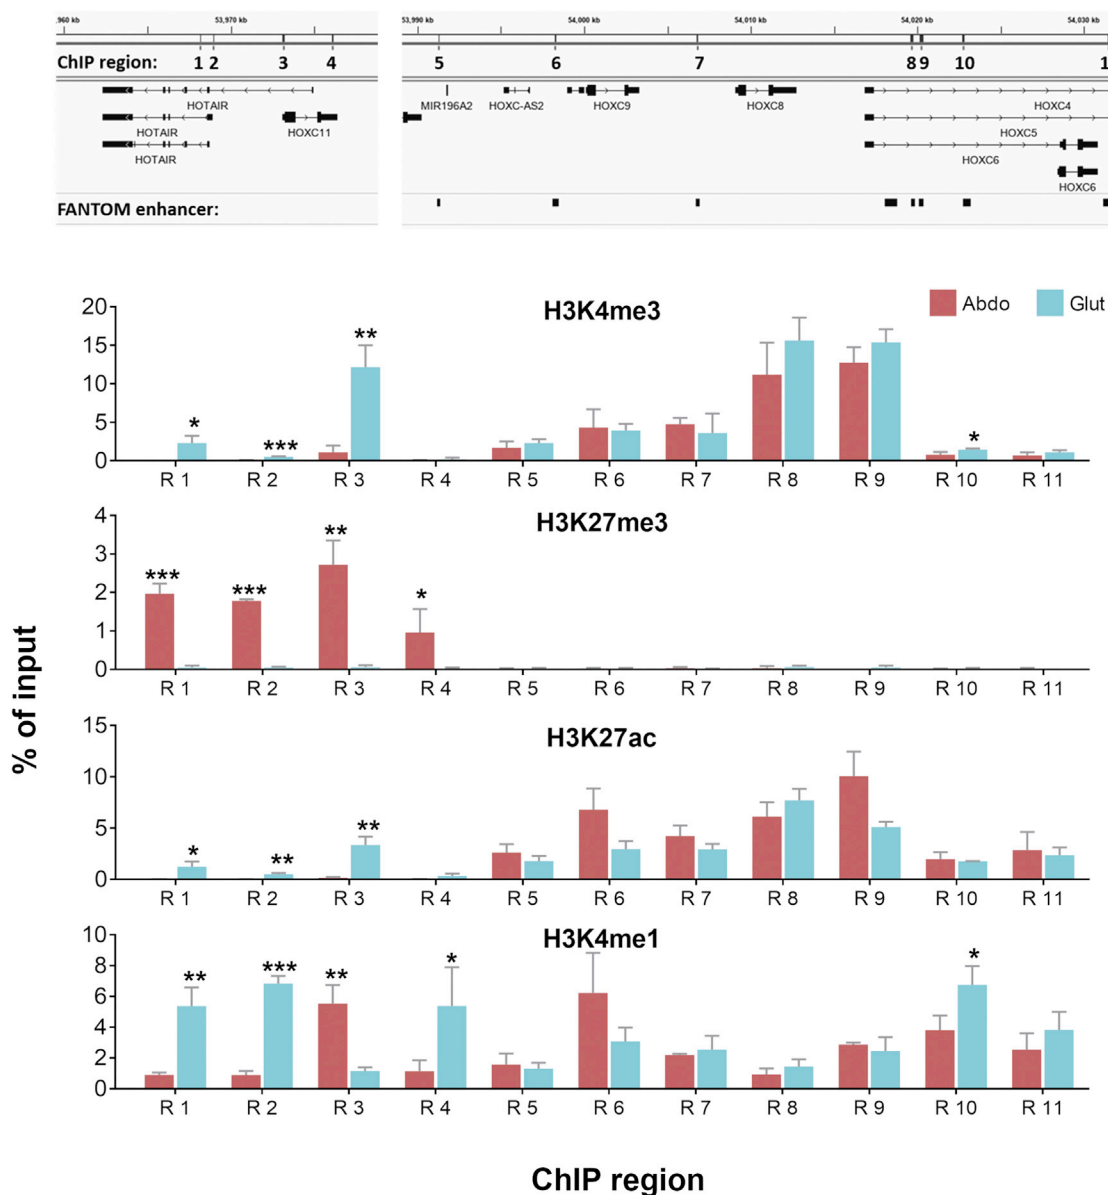 ,960 kb 53,970 kb 53,990 kb 54,000 kb 54,010 kb 54,020 kb 54,030 kb
ChIP region: 1 2 3 4 5 6 7 8 9 10 1
HOTAIR MIR196A2 HOXC-AS2 HOXC9 HOXC8 HOXC4
HOTAIR HOXC11 HOXC5
HOTAIR HOXC6
HOXC6
FANTOM enhancer:
H3K4me3
Abdo Glut
20
15
10
5
0
* *** ** *
R 1 R 2 R 3 R 4 R 5 R 6 R 7 R 8 R 9 R 10 R 11
H3K27me3
4
3
2
1
0
*** *** ** *
R 1 R 2 R 3 R 4 R 5 R 6 R 7 R 8 R 9 R 10 R 11
H3K27ac
15
10
5
0
* ** **
R 1 R 2 R 3 R 4 R 5 R 6 R 7 R 8 R 9 R 10 R 11
H3K4me1
10
8
6
4
2
0
** *** ** * *
R 1 R 2 R 3 R 4 R 5 R 6 R 7 R 8 R 9 R 10 R 11
% of input
ChIP region